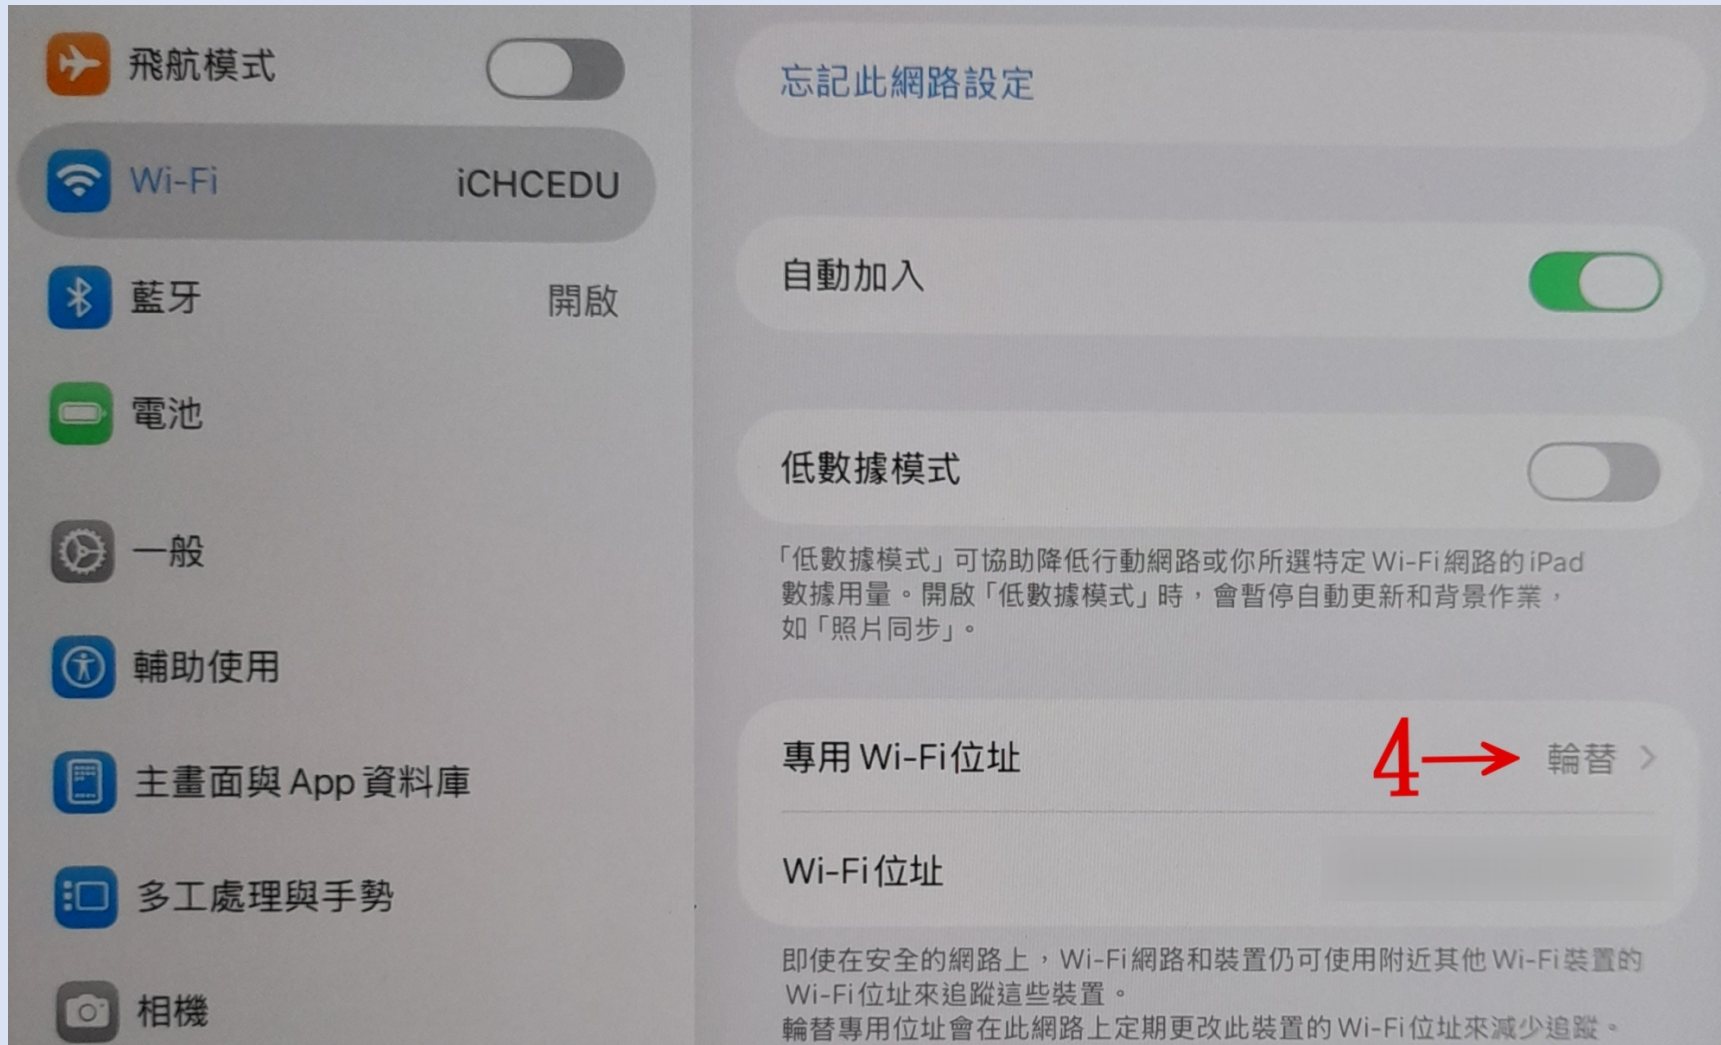 飛航模式
Wi-Fi iCHCEDU
藍牙 開啟
電池
一般
輔助使用
主畫面與 App 資料庫
多工處理與手勢
相機
忘記此網路設定
自動加入
低數據模式
「低數據模式」可協助降低行動網路或你所選特定 Wi-Fi 網路的 iPad
數據用量。開啟「低數據模式」時，會暫停自動更新和背景作業，
如「照片同步」。
專用 Wi-Fi 位址 4→ 輪替 >
Wi-Fi 位址
即使在安全的網路上，Wi-Fi 網路和裝置仍可使用附近其他 Wi-Fi 裝置的
Wi-Fi 位址來追蹤這些裝置。
輪替專用位址會在此網路上定期更改此裝置的 Wi-Fi 位址來減少追蹤。